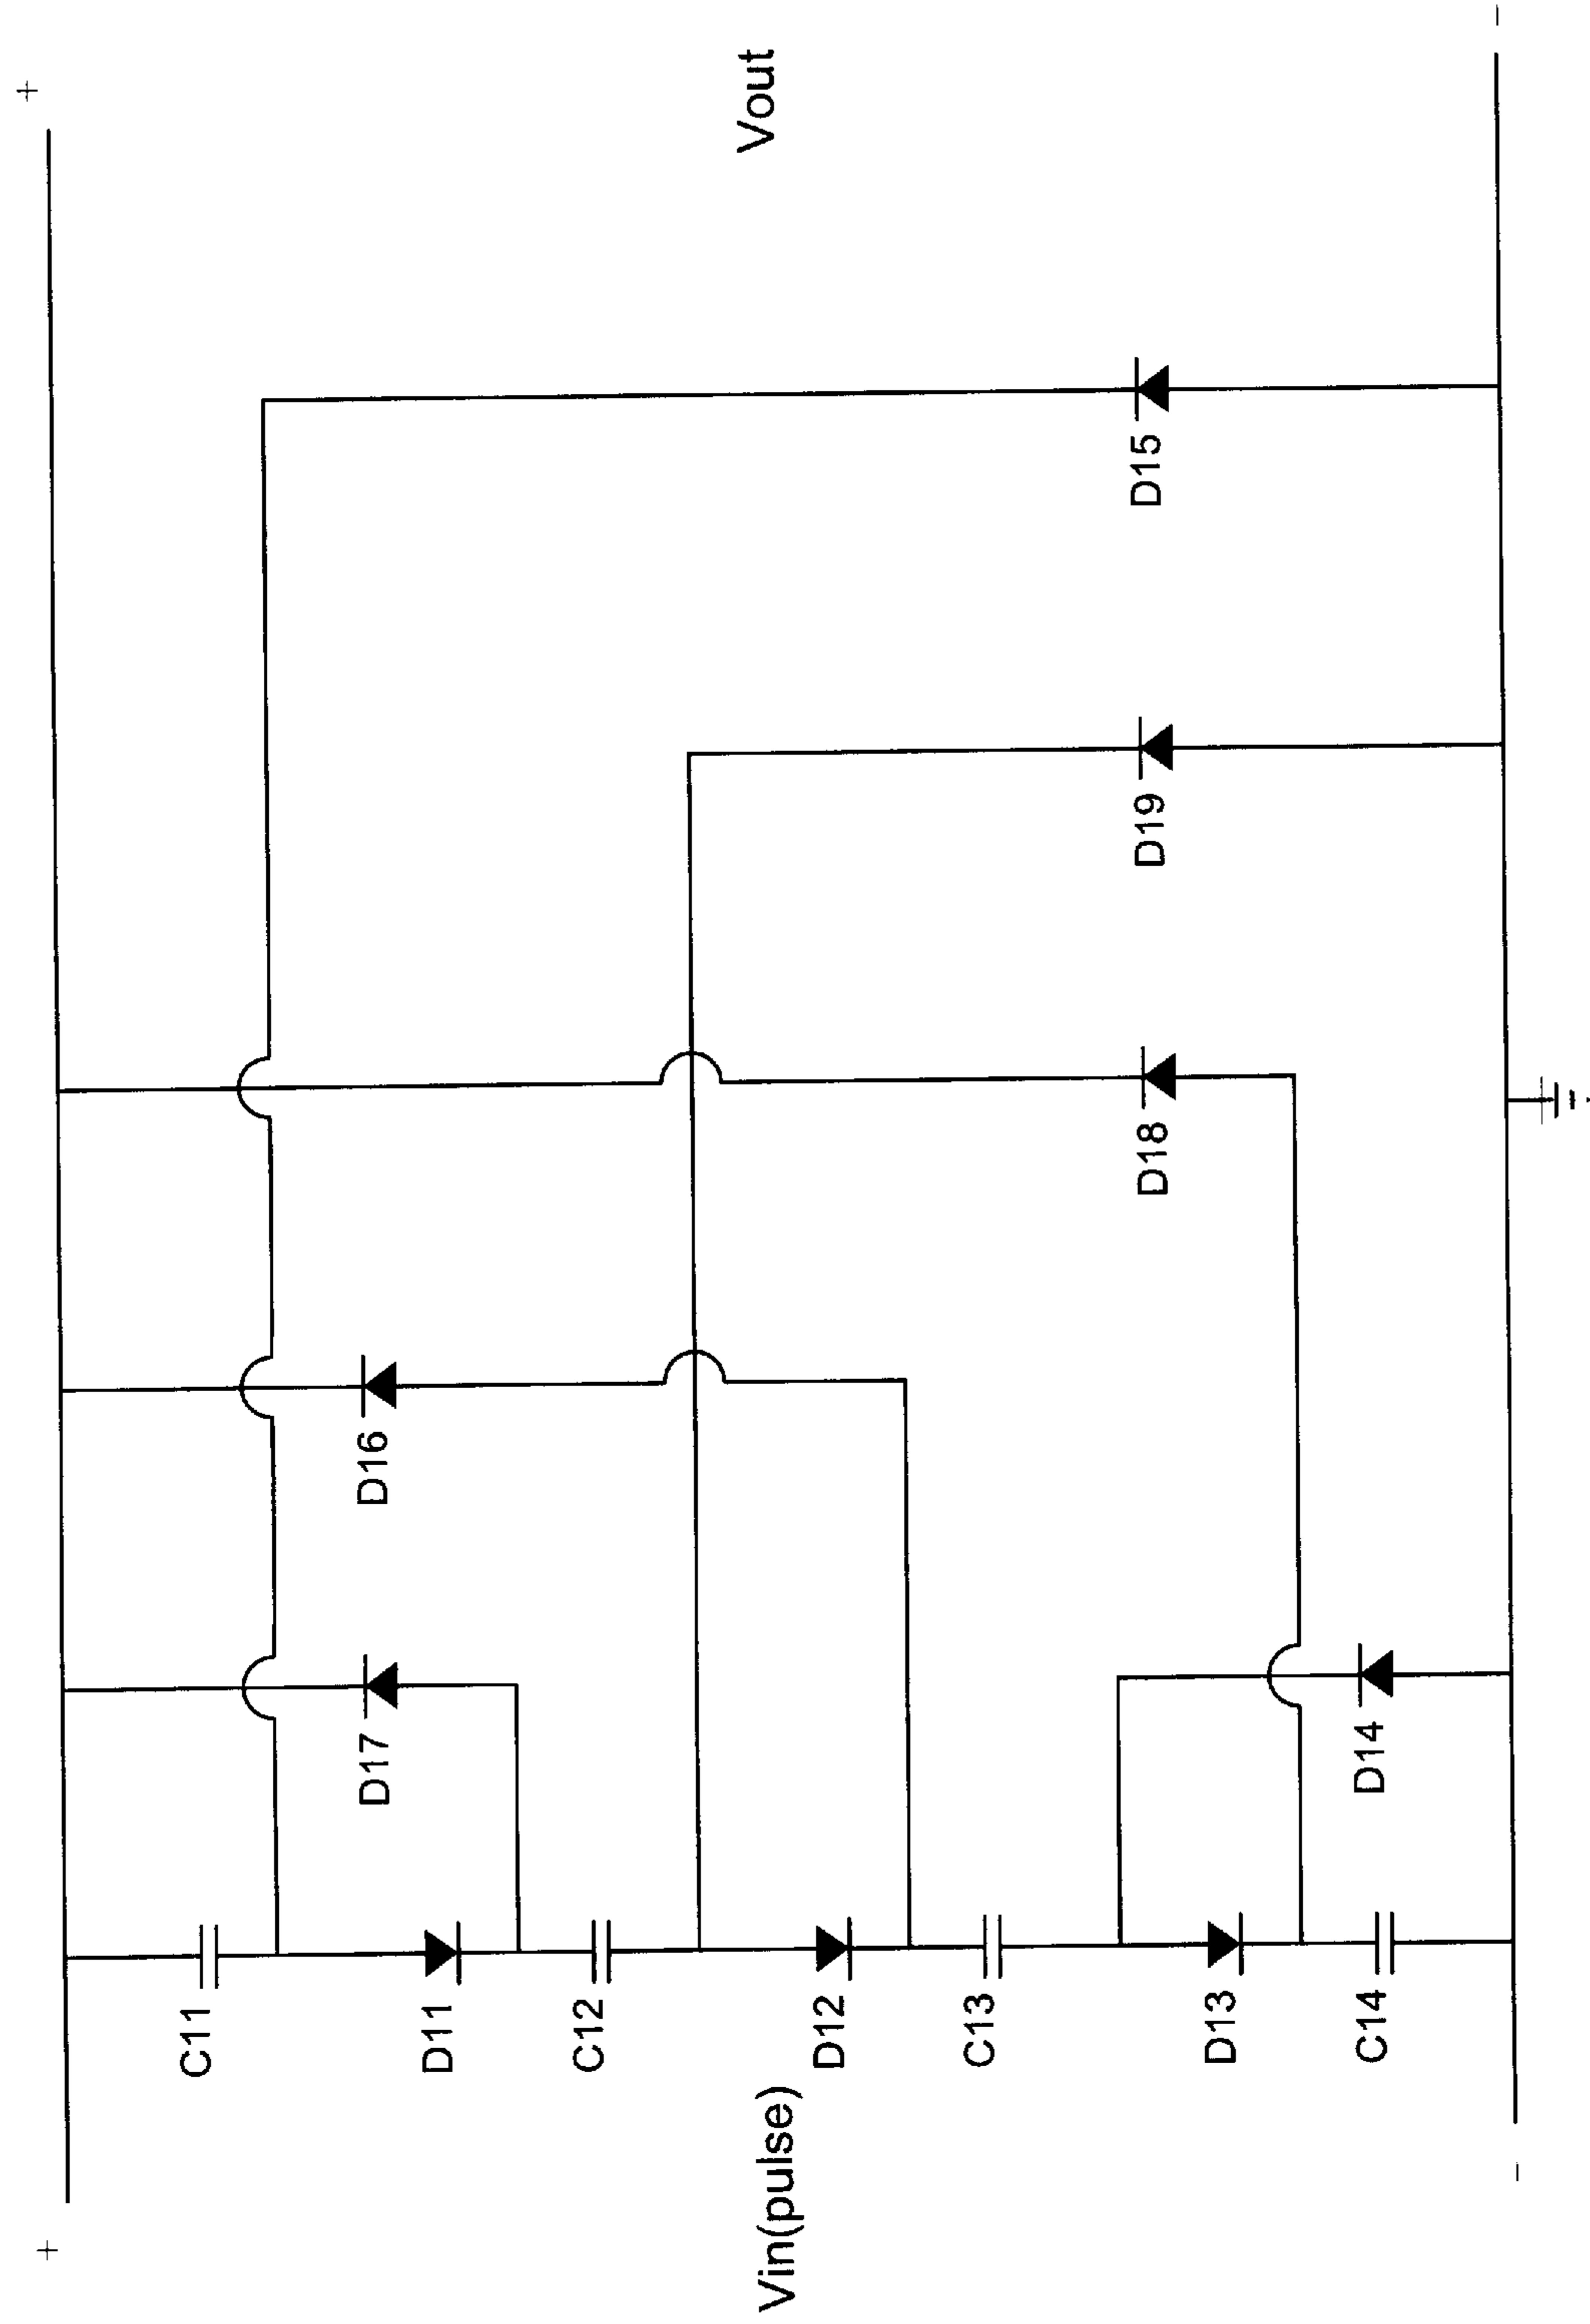 +
+
Vin(pulse)
Vout
C11
D11
C12
D12
C13
D13
C14
D17
D16
D18
D14
D19
D15
-
-